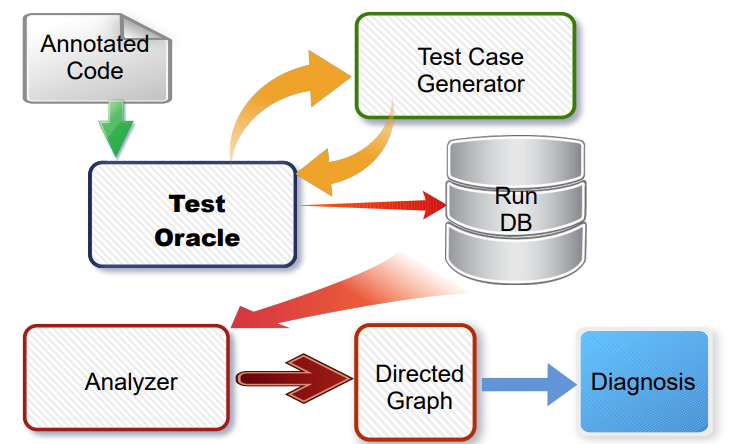 Annotated
Code
Test Case
Generator
Test
Oracle
Run
DB
Analyzer
Directed
Graph
Diagnosis